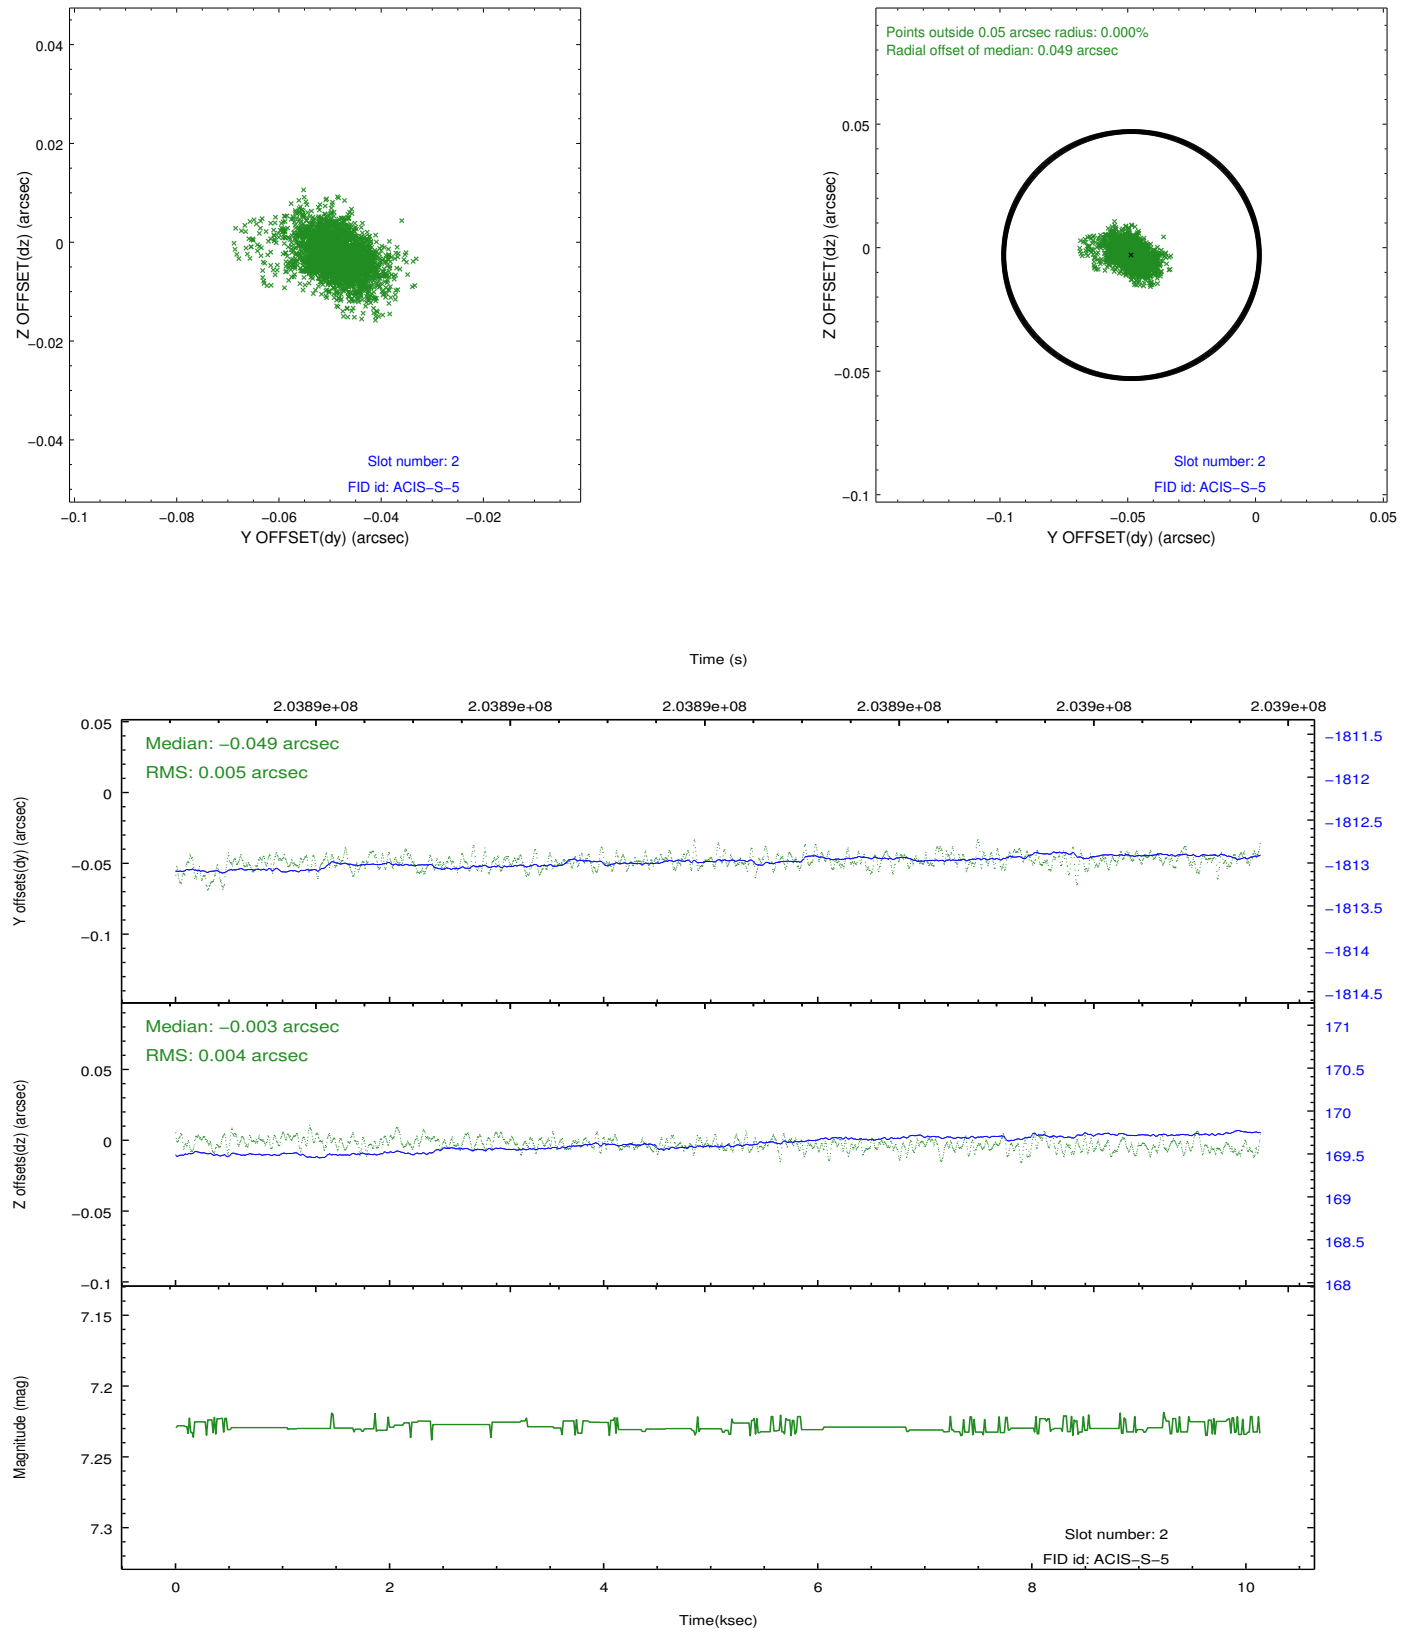 0.04
0.02
0
−0.02
−0.04
Z OFFSET(dz) (arcsec)
Slot number: 2
FID id: ACIS−S−5
−0.1
−0.08
−0.06
−0.04
−0.02
Y OFFSET(dy) (arcsec)
Points outside 0.05 arcsec radius: 0.000%
Radial offset of median: 0.049 arcsec
0.05
0
−0.05
−0.1
Z OFFSET(dz) (arcsec)
Slot number: 2
FID id: ACIS−S−5
−0.1
−0.05
0
0.05
Y OFFSET(dy) (arcsec)
Time (s)
2.0389e+08
2.0389e+08
2.0389e+08
2.0389e+08
2.039e+08
2.039e+08
Median: −0.049 arcsec
RMS: 0.005 arcsec
0.05
0
−0.05
−0.1
Y offsets(dy) (arcsec)
−1811.5
−1812
−1812.5
−1813
−1813.5
−1814
−1814.5
Median: −0.003 arcsec
RMS: 0.004 arcsec
0.05
0
−0.05
−0.1
Z offsets(dz) (arcsec)
171
170.5
170
169.5
169
168.5
168
7.15
7.2
7.25
7.3
Magnitude (mag)
Slot number: 2
FID id: ACIS−S−5
0
2
4
6
8
10
Time(ksec)